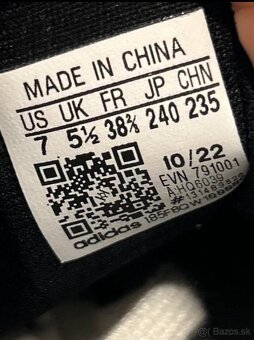 MADE IN CHINA
US UK FR JP CHN
7 5½ 38⅔ 240 235
10/22
EVN 791001
A.HQ6039
adidas
@( Bazos.sk